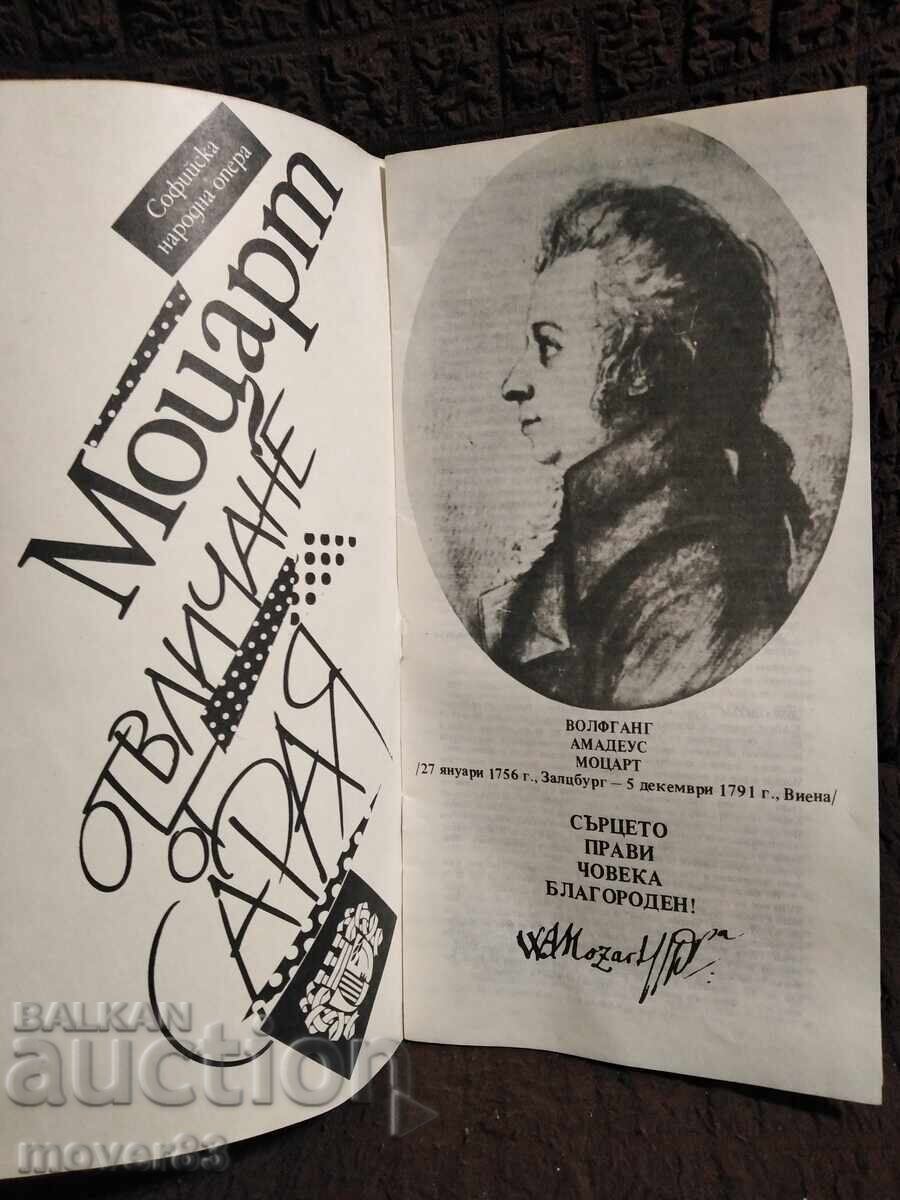 Софийска
народна опера
Моцарт
ОТВЛИЧАНЕ
ОТ
САРАЯ
ВОЛФГАНГ
АМАДЕУС
МОЦАРТ
/27 януари 1756 г., Залцбург — 5 декември 1791 г., Виена/
СЪРЦЕТО
ПРАВИ
ЧОВЕКА
БЛАГОРОДЕН!
W A Mozart
BALKAN
auction
mover83